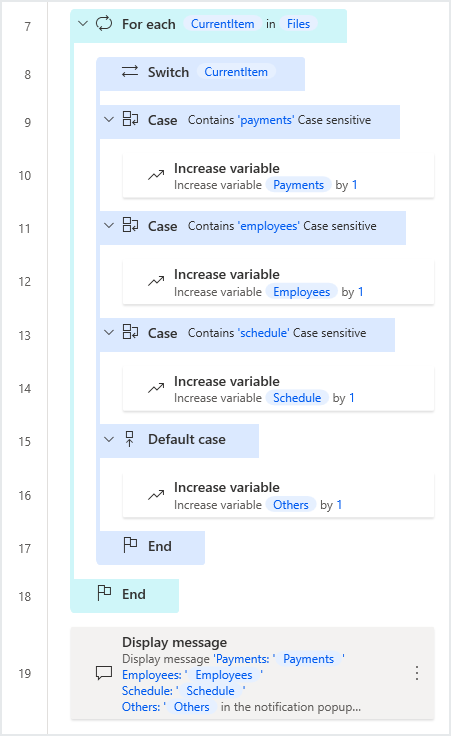 7 For each CurrentItem in Files
8 Switch CurrentItem
9 Case Contains 'payments' Case sensitive
10 Increase variable
Increase variable Payments by 1
11 Case Contains 'employees' Case sensitive
12 Increase variable
Increase variable Employees by 1
13 Case Contains 'schedule' Case sensitive
14 Increase variable
Increase variable Schedule by 1
15 Default case
16 Increase variable
Increase variable Others by 1
17 End
18 End
19 Display message
Display message 'Payments: ' Payments '
Employees: ' Employees '
Schedule: ' Schedule '
Others: ' Others in the notification popup...